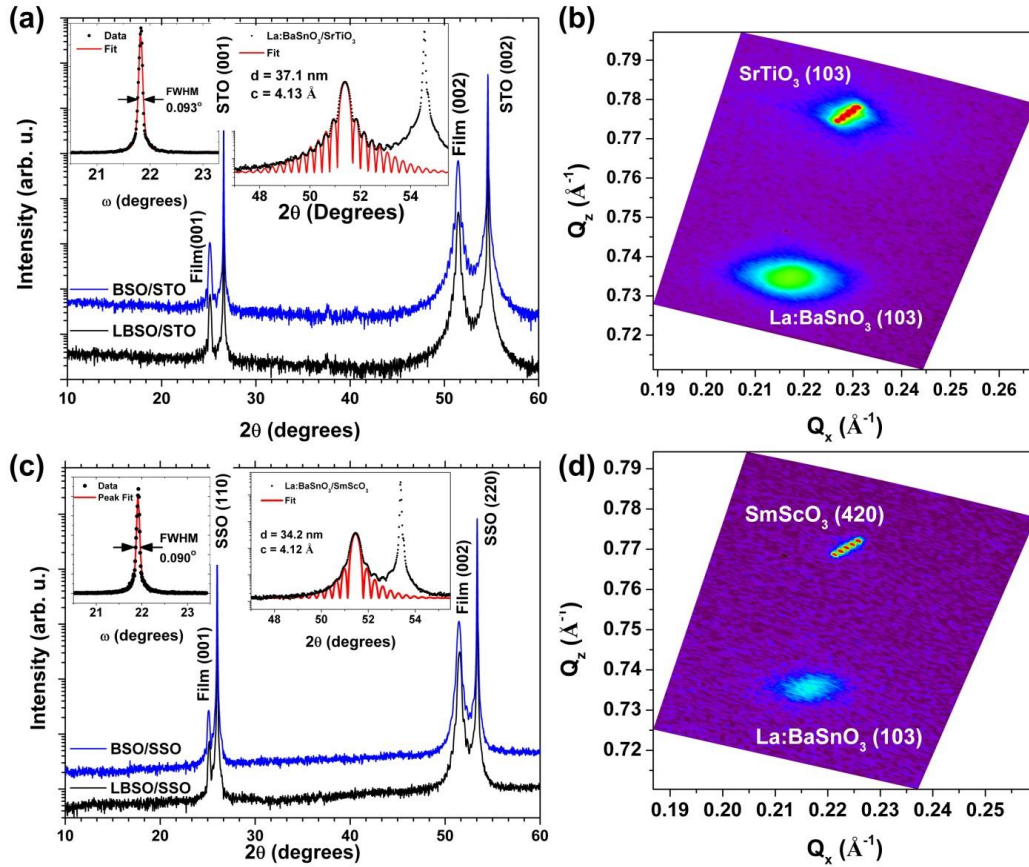 (a)
Intensity (arb. u.)
Data
Fit
FWHM
0.093°
21 22 23
ω (degrees)
STO (001)
La:BaSnO₃/SrTiO₃
Fit
d = 37.1 nm
c = 4.13 Å
48 50 52 54
2θ (Degrees)
Film (002)
STO (002)
Film(001)
BSO/STO
LBSO/STO
10 20 30 40 50 60
2θ (degrees)
(b)
Q_z (Å⁻¹)
0.79
0.78
0.77
0.76
0.75
0.74
0.73
0.72
SrTiO₃ (103)
La:BaSnO₃ (103)
0.19 0.20 0.21 0.22 0.23 0.24 0.25 0.26
Q_x (Å⁻¹)
(c)
Intensity (arb. u.)
Data
Peak Fit
FWHM
0.090°
21 22 23
ω (degrees)
SSO (110)
La:BaSnO₃/SmScO₃
Fit
d = 34.2 nm
c = 4.12 Å
48 50 52 54
2θ (degrees)
Film (002)
SSO (220)
Film (001)
BSO/SSO
LBSO/SSO
10 20 30 40 50 60
2θ (degrees)
(d)
Q_z (Å⁻¹)
0.79
0.78
0.77
0.76
0.75
0.74
0.73
0.72
SmScO₃ (420)
La:BaSnO₃ (103)
0.19 0.20 0.21 0.22 0.23 0.24 0.25
Q_x (Å⁻¹)